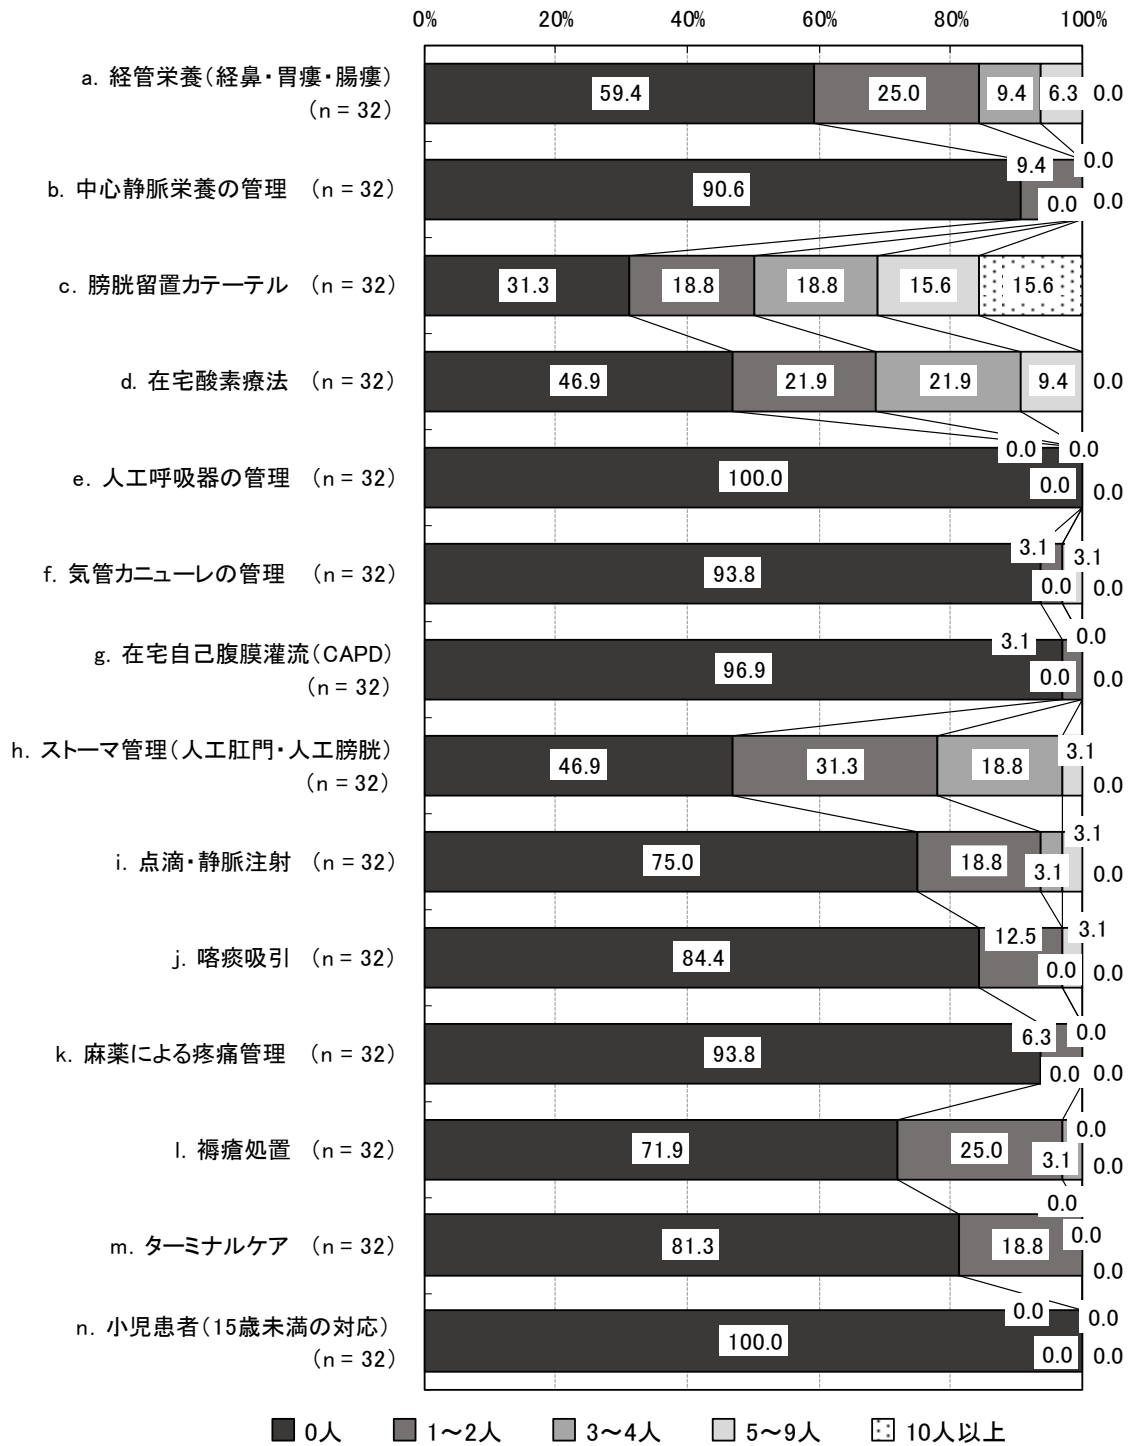 0% 20% 40% 60% 80% 100%
a. 経管栄養（経鼻・胃瘻・腸瘻）
（n = 32）
59.4 25.0 9.4 6.3 0.0
b. 中心静脈栄養の管理 （n = 32）
90.6 9.4 0.0 0.0 0.0
c. 膀胱留置カテーテル （n = 32）
31.3 18.8 18.8 15.6 15.6
d. 在宅酸素療法 （n = 32）
46.9 21.9 21.9 9.4 0.0
e. 人工呼吸器の管理 （n = 32）
100.0 0.0 0.0 0.0 0.0
f. 気管カニューレの管理 （n = 32）
93.8 3.1 0.0 3.1 0.0
g. 在宅自己腹膜灌流（CAPD）
（n = 32）
96.9 3.1 0.0 0.0 0.0
h. ストーマ管理（人工肛門・人工膀胱）
（n = 32）
46.9 31.3 18.8 3.1 0.0
i. 点滴・静脈注射 （n = 32）
75.0 18.8 3.1 3.1 0.0
j. 喀痰吸引 （n = 32）
84.4 12.5 0.0 3.1 0.0
k. 麻薬による疼痛管理 （n = 32）
93.8 6.3 0.0 0.0 0.0
l. 褥瘡処置 （n = 32）
71.9 25.0 3.1 0.0 0.0
m. ターミナルケア （n = 32）
81.3 18.8 0.0 0.0 0.0
n. 小児患者（15歳未満の対応）
（n = 32）
100.0 0.0 0.0 0.0 0.0
0人 1～2人 3～4人 5～9人 10人以上